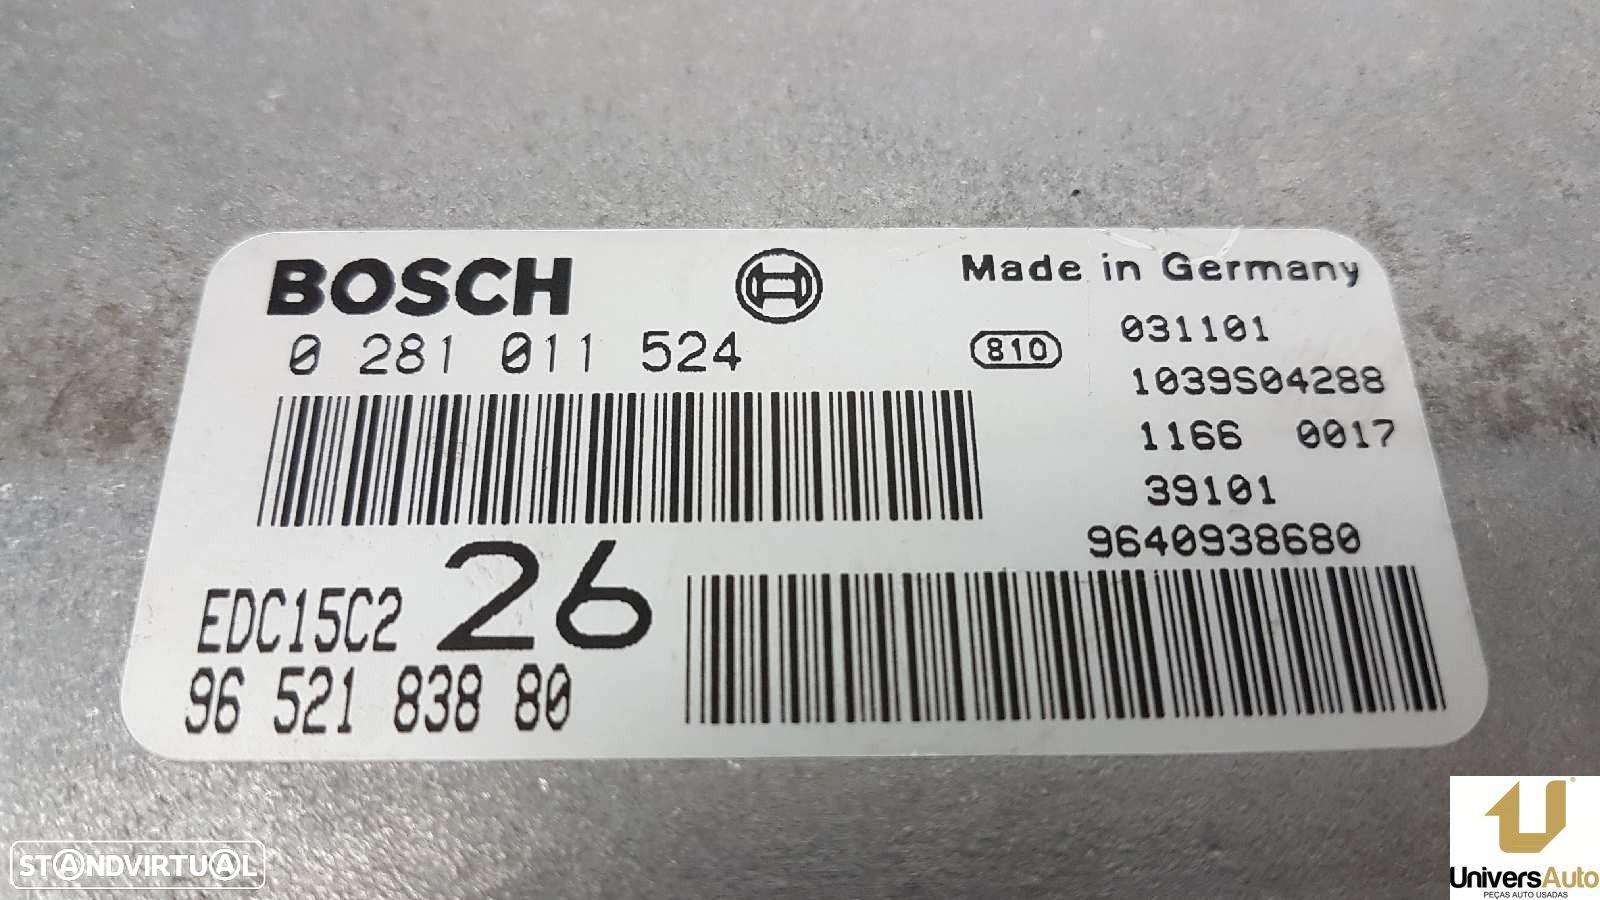 BOSCH
Made in Germany
0 281 011 524
810
031101
1039S04288
1166 0017
39101
9640938680
EDC15C2 26
96 521 838 80
STANDVIRTUAL
UniversAuto
PEÇAS AUTO USADAS